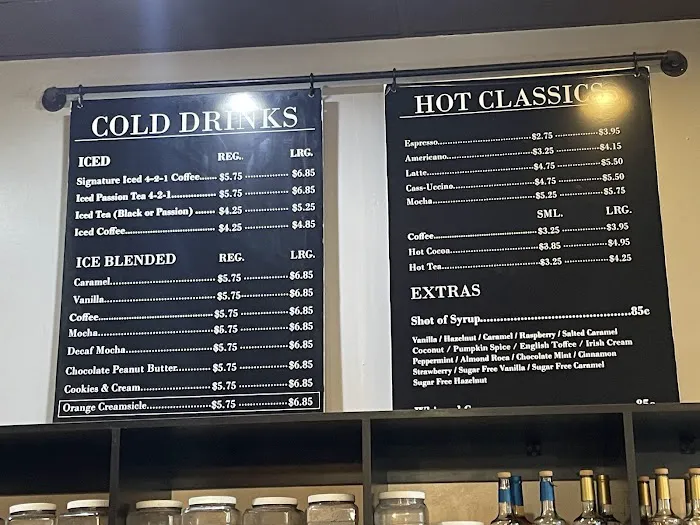 COLD DRINKS
ICED REG. LRG.
Signature Iced 4-2-1 Coffee....... $5.75 ................ $6.85
Iced Passion Tea 4-2-1............. $5.75 ................ $6.85
Iced Tea (Black or Passion) ....... $4.25 ................ $5.25
Iced Coffee............................ $4.25 ................ $4.85
ICE BLENDED REG. LRG.
Caramel................................ $5.75 ................ $6.85
Vanilla.................................. $5.75 ................ $6.85
Coffee................................... $5.75 ................ $6.85
Mocha................................... $5.75 ................ $6.85
Decaf Mocha........................ $5.75 ................ $6.85
Chocolate Peanut Butter.......... $5.75 ................ $6.85
Cookies & Cream.................. $5.75 ................ $6.85
Orange Creamsicle................. $5.75 ................ $6.85
HOT CLASSICS
Espresso.............................. $2.75 ................ $3.95
Americano........................... $3.25 ................ $4.15
Latte.................................... $4.75 ................ $5.50
Cass-Uccino......................... $4.75 ................ $5.50
Mocha.................................. $5.25 ................ $5.75
SML. LRG.
Coffee.................................. $3.25 ................ $3.95
Hot Cocoa............................ $3.85 ................ $4.95
Hot Tea................................ $3.25 ................ $4.25
EXTRAS
Shot of Syrup........................................85c
Vanilla / Hazelnut / Caramel / Raspberry / Salted Caramel
Coconut / Pumpkin Spice / English Toffee / Irish Cream
Peppermint / Almond Roca / Chocolate Mint / Cinnamon
Strawberry / Sugar Free Vanilla / Sugar Free Caramel
Sugar Free Hazelnut